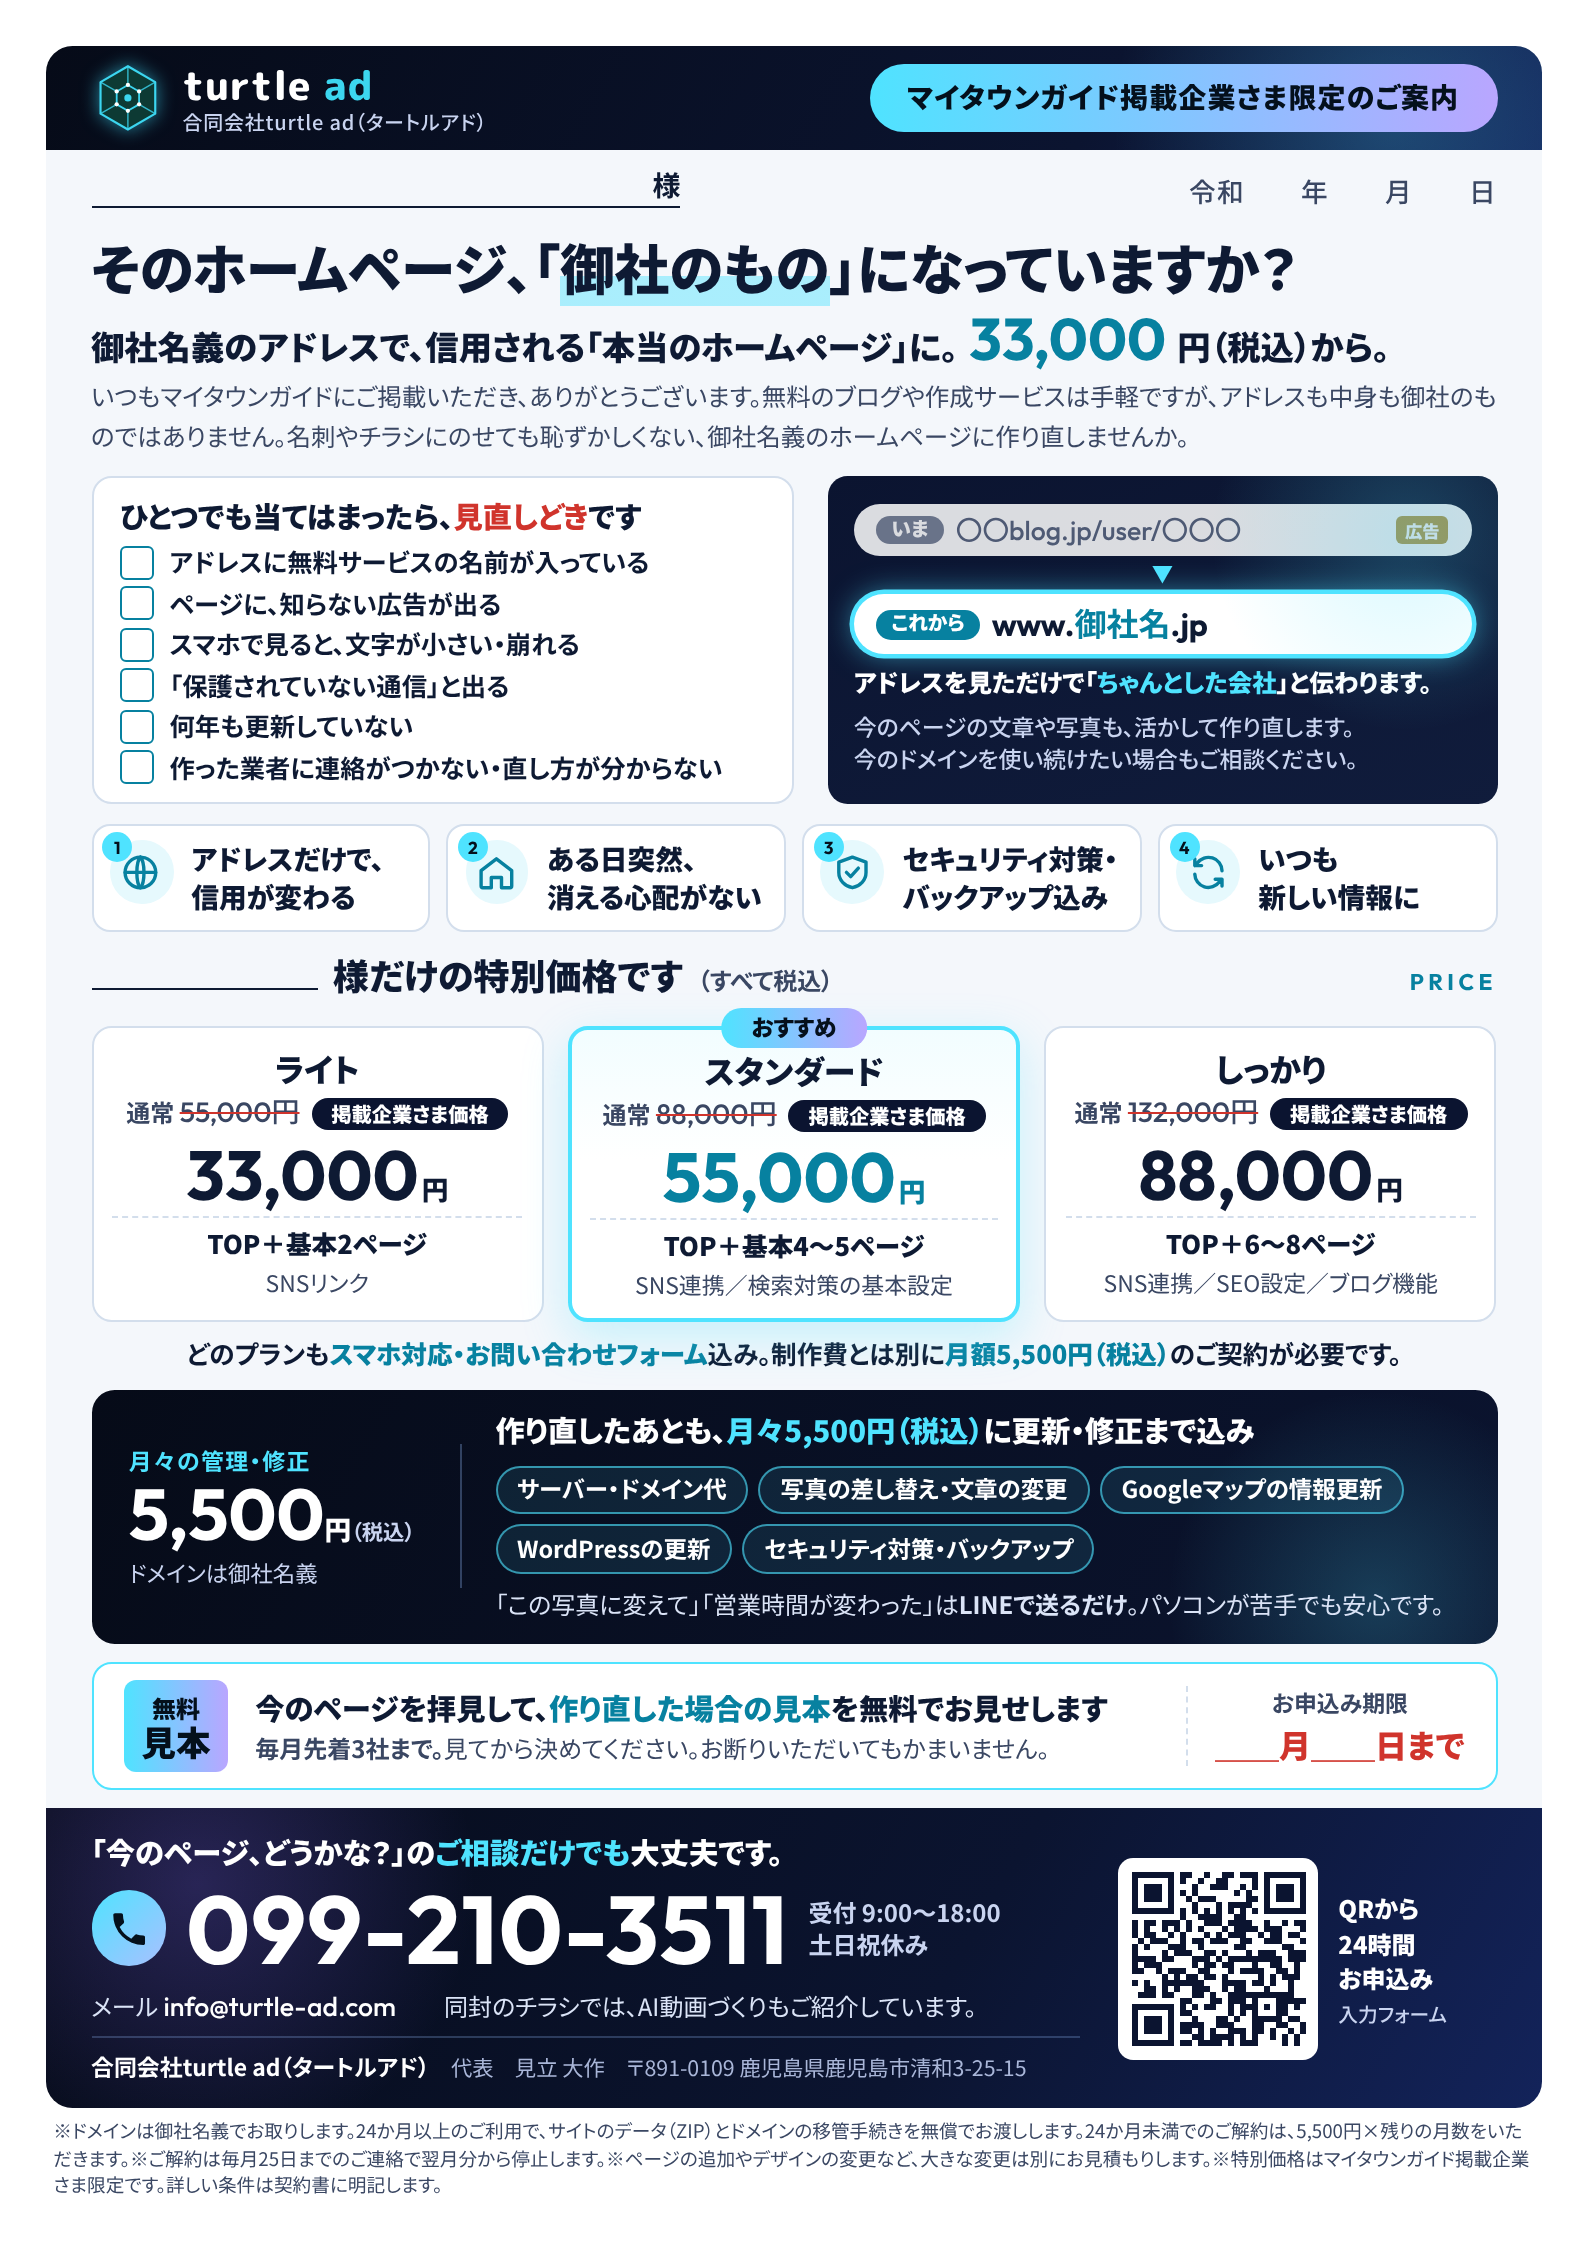 turtle ad
合同会社turtle ad（タートルアド）
マイタウンガイド掲載企業さま限定のご案内
様
令和 年 月 日
そのホームページ、「御社のもの」になっていますか？
御社名義のアドレスで、信用される「本当のホームページ」に。 33,000 円（税込）から。
いつもマイタウンガイドにご掲載いただき、ありがとうございます。無料のブログや作成サービスは手軽ですが、アドレスも中身も御社のも
のではありません。名刺やチラシにのせても恥ずかしくない、御社名義のホームページに作り直しませんか。
ひとつでも当てはまったら、見直しどきです
アドレスに無料サービスの名前が入っている
ページに、知らない広告が出る
スマホで見ると、文字が小さい・崩れる
「保護されていない通信」と出る
何年も更新していない
作った業者に連絡がつかない・直し方が分からない
いま 〇〇blog.jp/user/〇〇〇 広告
▼
これから www.御社名.jp
アドレスを見ただけで「ちゃんとした会社」と伝わります。
今のページの文章や写真も、活かして作り直します。
今のドメインを使い続けたい場合もご相談ください。
1
アドレスだけで、
信用が変わる
2
ある日突然、
消える心配がない
3
セキュリティ対策・
バックアップ込み
4
いつも
新しい情報に
様だけの特別価格です （すべて税込）
PRICE
ライト
通常 55,000円 掲載企業さま価格
33,000円
TOP＋基本2ページ
SNSリンク
おすすめ
スタンダード
通常 88,000円 掲載企業さま価格
55,000円
TOP＋基本4〜5ページ
SNS連携／検索対策の基本設定
しっかり
通常 132,000円 掲載企業さま価格
88,000円
TOP＋6〜8ページ
SNS連携／SEO設定／ブログ機能
どのプランもスマホ対応・お問い合わせフォーム込み。制作費とは別に月額5,500円（税込）のご契約が必要です。
月々の管理・修正
5,500円（税込）
ドメインは御社名義
作り直したあとも、月々5,500円（税込）に更新・修正まで込み
サーバー・ドメイン代 写真の差し替え・文章の変更 Googleマップの情報更新
WordPressの更新 セキュリティ対策・バックアップ
「この写真に変えて」「営業時間が変わった」はLINEで送るだけ。パソコンが苦手でも安心です。
無料
見本
今のページを拝見して、作り直した場合の見本を無料でお見せします
毎月先着3社まで。見てから決めてください。お断りいただいてもかまいません。
お申込み期限
____月____日まで
「今のページ、どうかな？」のご相談だけでも大丈夫です。
099-210-3511
受付 9:00〜18:00
土日祝休み
メール info@turtle-ad.com 同封のチラシでは、AI動画づくりもご紹介しています。
合同会社turtle ad（タートルアド） 代表 見立 大作 〒891-0109 鹿児島県鹿児島市清和3-25-15
QRから
24時間
お申込み
入力フォーム
※ドメインは御社名義でお取りします。24か月以上のご利用で、サイトのデータ（ZIP）とドメインの移管手続きを無償でお渡しします。24か月未満でのご解約は、5,500円×残りの月数をいた
だきます。※ご解約は毎月25日までのご連絡で翌月分から停止します。※ページの追加やデザインの変更など、大きな変更は別にお見積もりします。※特別価格はマイタウンガイド掲載企業
さま限定です。詳しい条件は契約書に明記します。